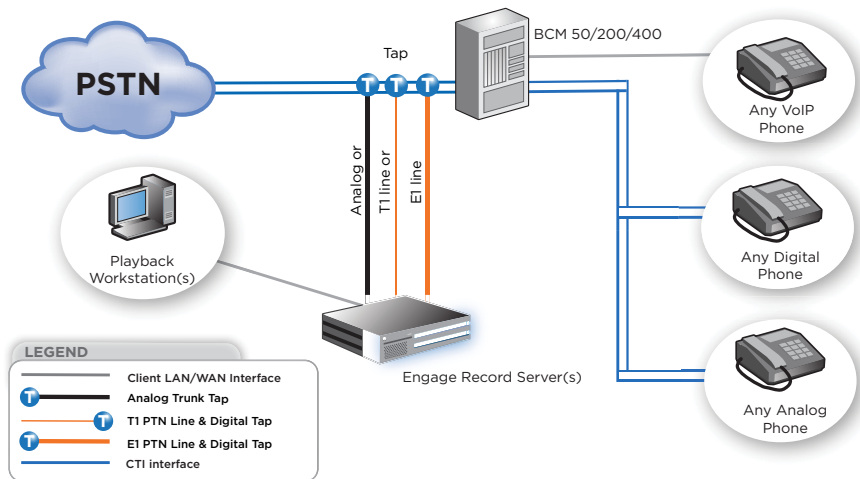 PSTN
Tap
T
T
T
BCM 50/200/400
Any VoIP
Phone
Analog or
T1 line or
E1 line
Playback
Workstation(s)
Any Digital
Phone
Engage Record Server(s)
Any Analog
Phone
LEGEND
Client LAN/WAN Interface
T
Analog Trunk Tap
T
T1 PTN Line & Digital Tap
T
E1 PTN Line & Digital Tap
CTI interface